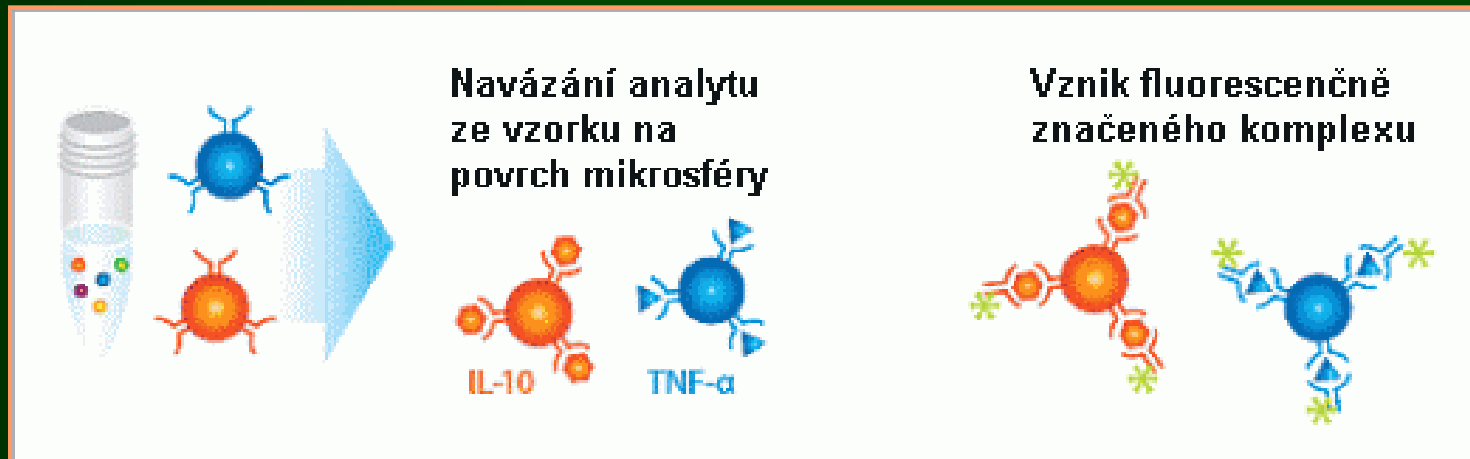 Navázání analytu
ze vzorku na
povrch mikrosféry
Vznik fluorescenčně
značeného komplexu
IL-10
TNF-α